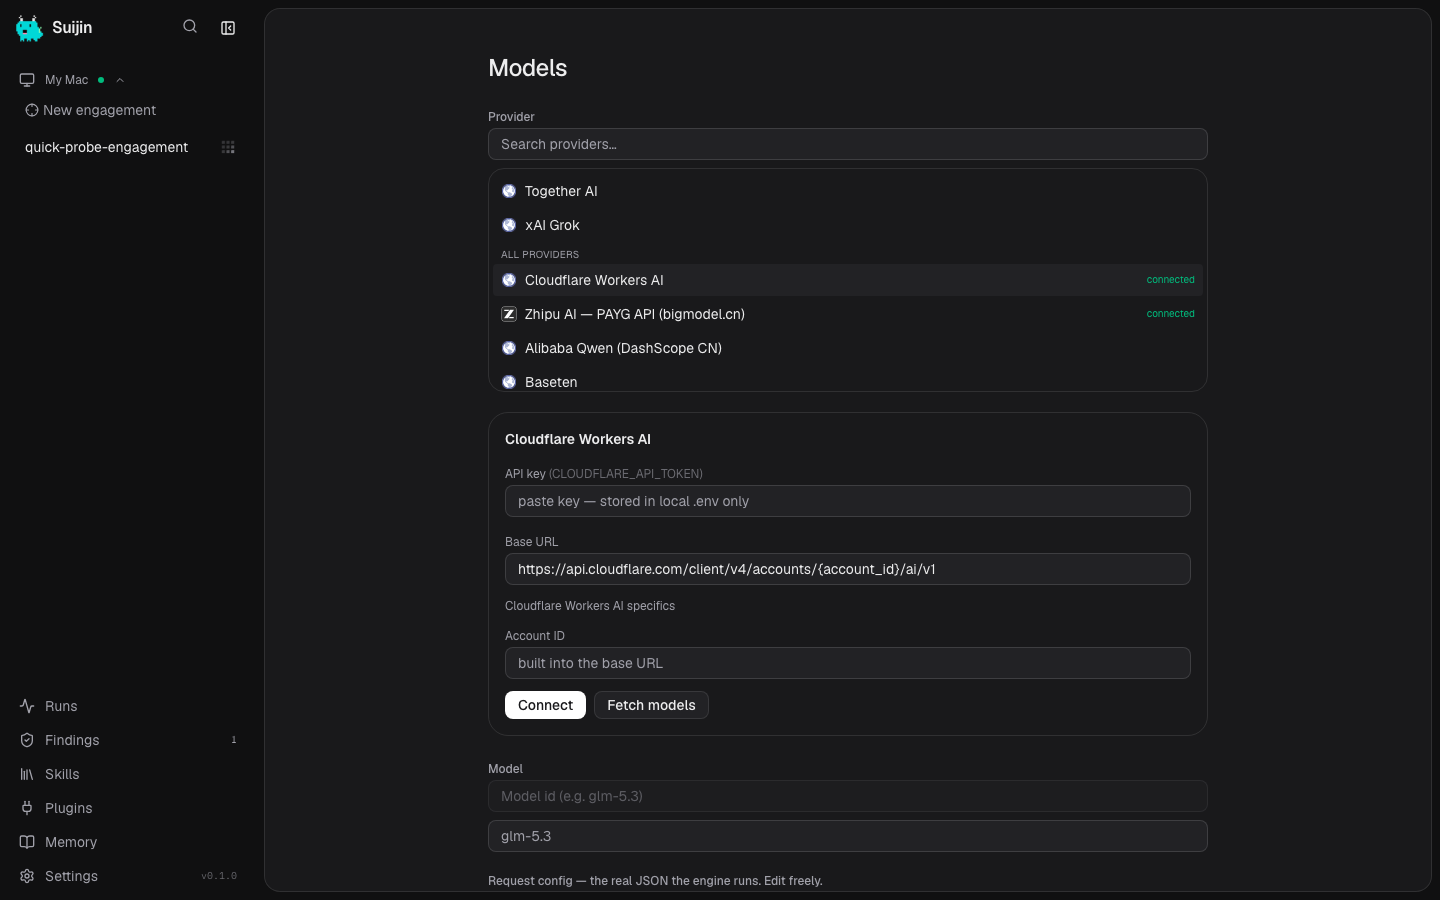 Suijin
My Mac
New engagement
quick-probe-engagement
Runs
Findings 1
Skills
Plugins
Memory
Settings v0.1.0
Models
Provider
Search providers…
Together AI
xAI Grok
ALL PROVIDERS
Cloudflare Workers AI connected
Zhipu AI — PAYG API (bigmodel.cn) connected
Alibaba Qwen (DashScope CN)
Baseten
Cloudflare Workers AI
API key (CLOUDFLARE_API_TOKEN)
paste key — stored in local .env only
Base URL
https://api.cloudflare.com/client/v4/accounts/{account_id}/ai/v1
Cloudflare Workers AI specifics
Account ID
built into the base URL
Connect Fetch models
Model
Model id (e.g. glm-5.3)
glm-5.3
Request config — the real JSON the engine runs. Edit freely.